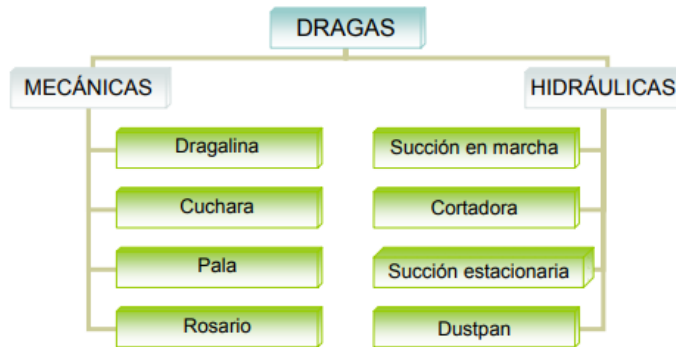 DRAGAS
MECÁNICAS
HIDRÁULICAS
Dragalina
Succión en marcha
Cuchara
Cortadora
Pala
Succión estacionaria
Rosario
Dustpan